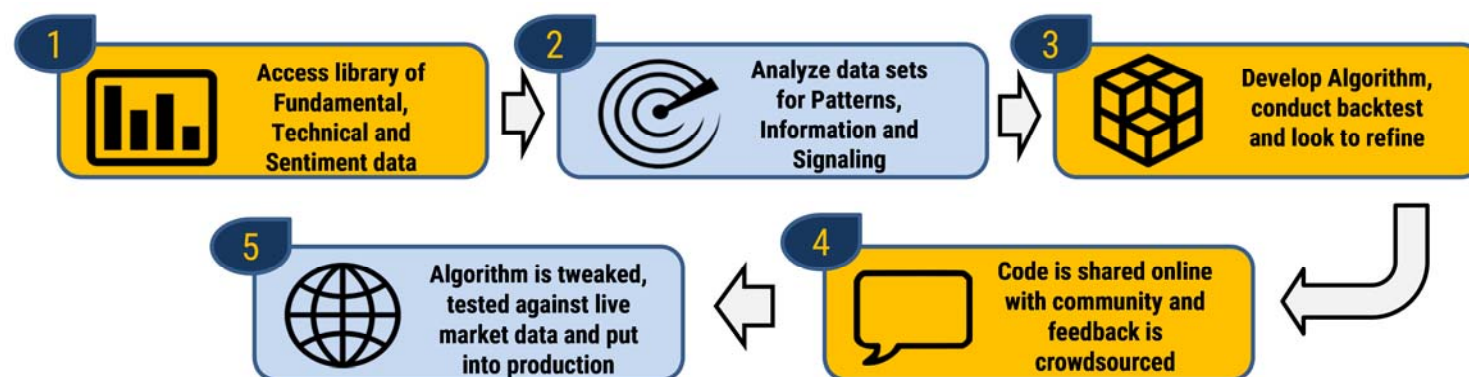 1
Access library of
Fundamental,
Technical and
Sentiment data
2
Analyze data sets
for Patterns,
Information and
Signaling
3
Develop Algorithm,
conduct backtest
and look to refine
4
Code is shared online
with community and
feedback is
crowdsourced
5
Algorithm is tweaked,
tested against live
market data and put
into production